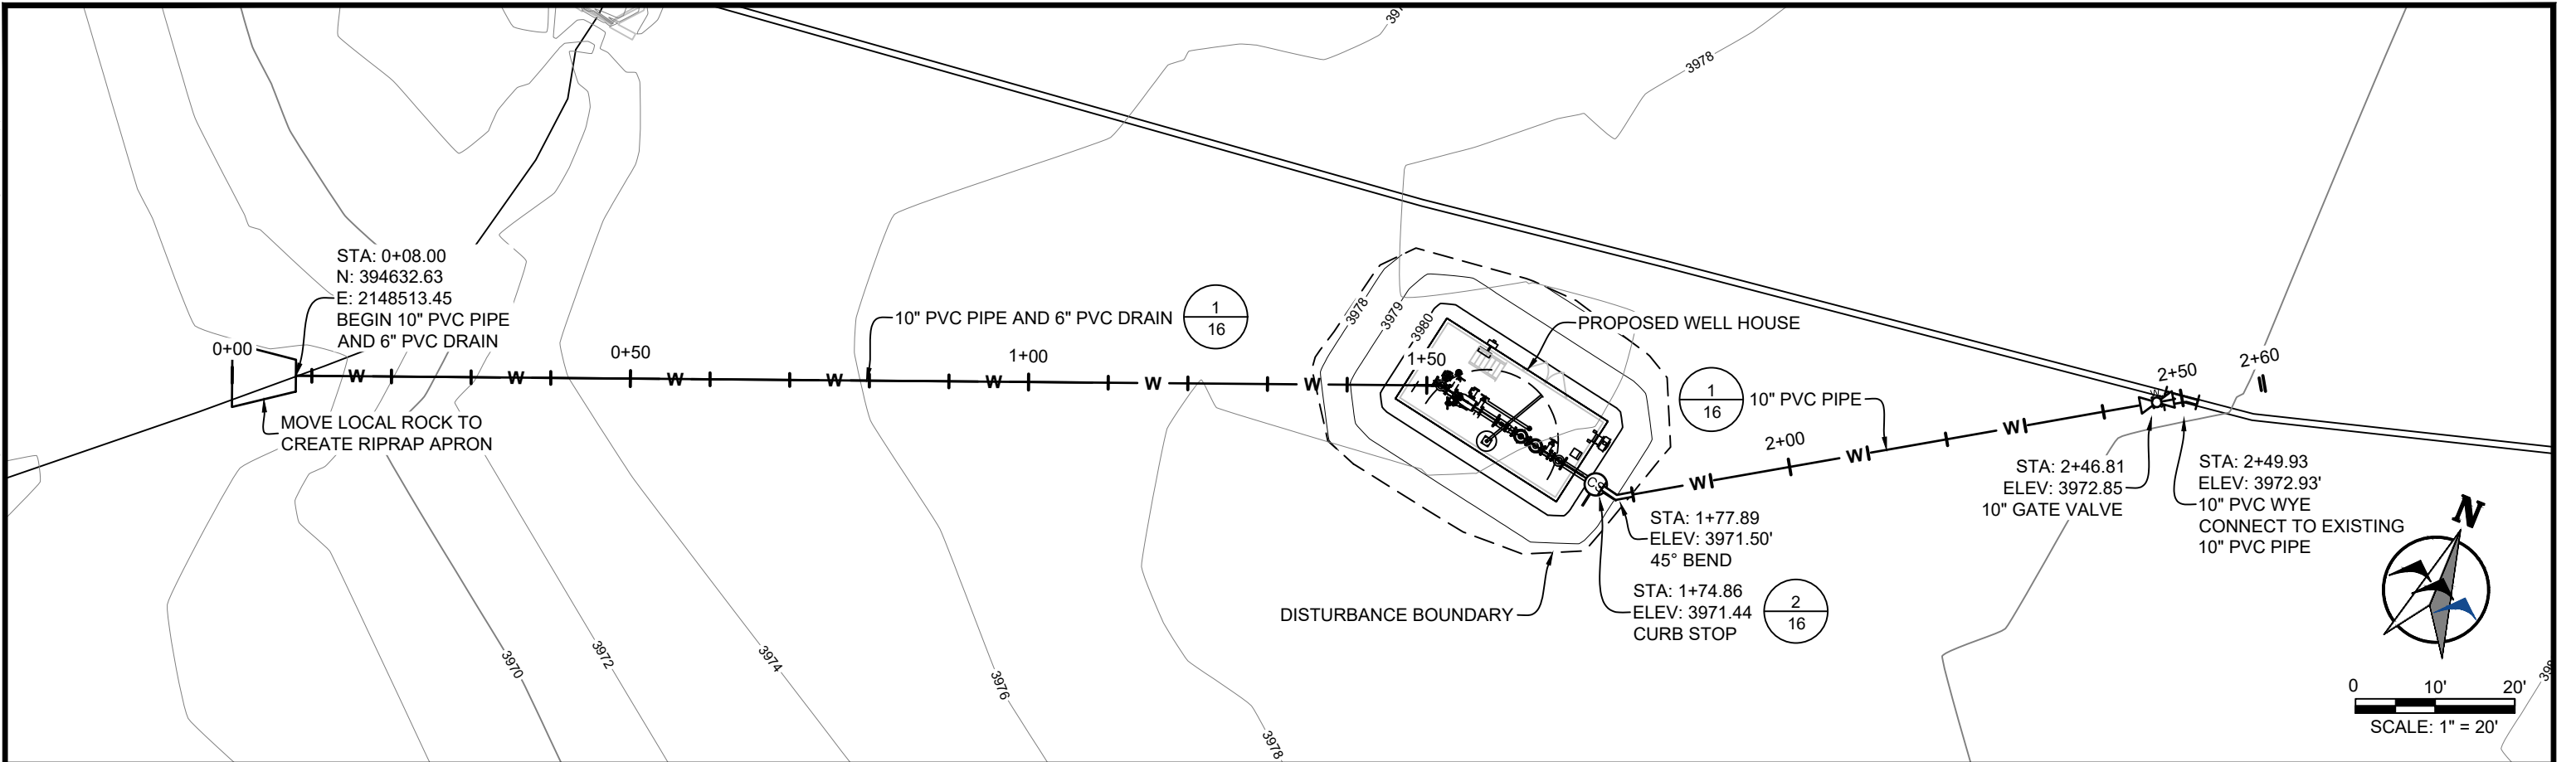 397
3978
STA: 0+08.00
N: 394632.63
E: 2148513.45
BEGIN 10" PVC PIPE
AND 6" PVC DRAIN
0+00
MOVE LOCAL ROCK TO
CREATE RIPRAP APRON
W
W
W
W
W
W
W
0+50
10" PVC PIPE AND 6" PVC DRAIN
1
16
1+00
3978
3979
3980
1+50
PROPOSED WELL HOUSE
CS
1
16
10" PVC PIPE
2+00
W
W
W
2+50
2+60
STA: 2+46.81
ELEV: 3972.85
10" GATE VALVE
STA: 2+49.93
ELEV: 3972.93'
10" PVC WYE
CONNECT TO EXISTING
10" PVC PIPE
STA: 1+77.89
ELEV: 3971.50'
45° BEND
STA: 1+74.86
ELEV: 3971.44
CURB STOP
2
16
DISTURBANCE BOUNDARY
3970
3972
3974
3976
3978
N
0 10' 20'
SCALE: 1" = 20'